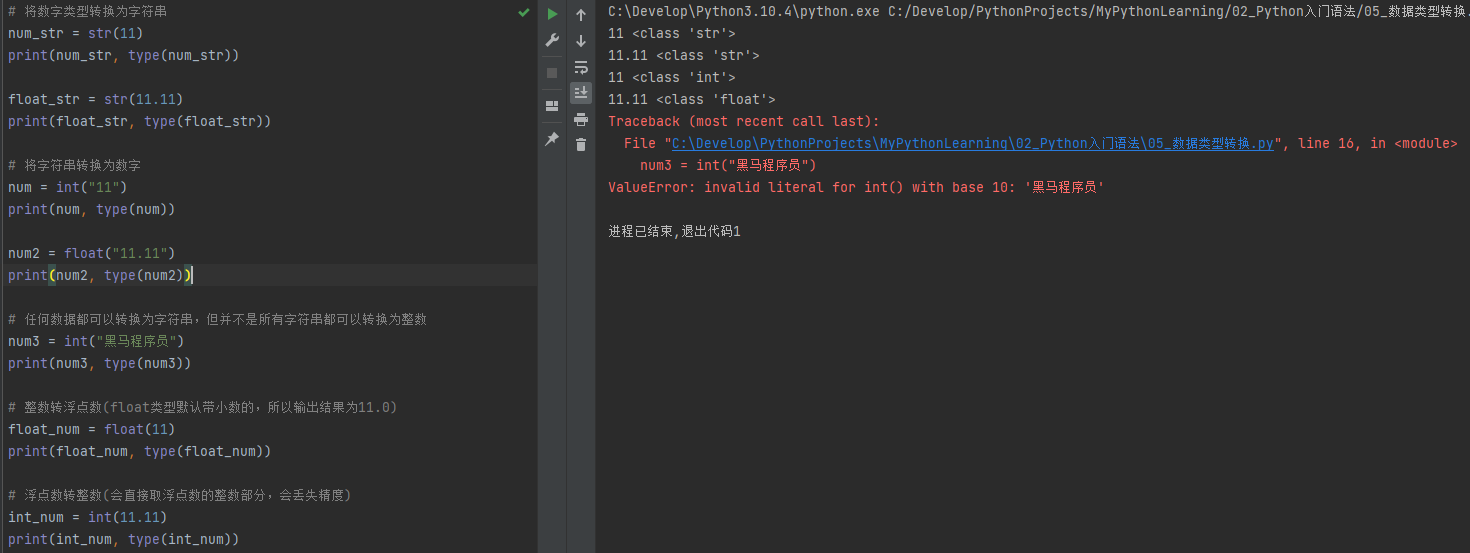 # 将数字类型转换为字符串
num_str = str(11)
print(num_str, type(num_str))
float_str = str(11.11)
print(float_str, type(float_str))
# 将字符串转换为数字
num = int("11")
print(num, type(num))
num2 = float("11.11")
print(num2, type(num2))
# 任何数据都可以转换为字符串，但并不是所有字符串都可以转换为整数
num3 = int("黑马程序员")
print(num3, type(num3))
# 整数转浮点数(float类型默认带小数的，所以输出结果为11.0)
float_num = float(11)
print(float_num, type(float_num))
# 浮点数转整数(会直接取浮点数的整数部分，会丢失精度)
int_num = int(11.11)
print(int_num, type(int_num))
C:\Develop\Python3.10.4\python.exe C:/Develop/PythonProjects/MyPythonLearning/02_Python入门语法/05_数据类型转换.
11 <class 'str'>
11.11 <class 'str'>
11 <class 'int'>
11.11 <class 'float'>
Traceback (most recent call last):
File "C:\Develop\PythonProjects\MyPythonLearning\02_Python入门语法\05_数据类型转换.py", line 16, in <module>
num3 = int("黑马程序员")
ValueError: invalid literal for int() with base 10: '黑马程序员'
进程已结束,退出代码1